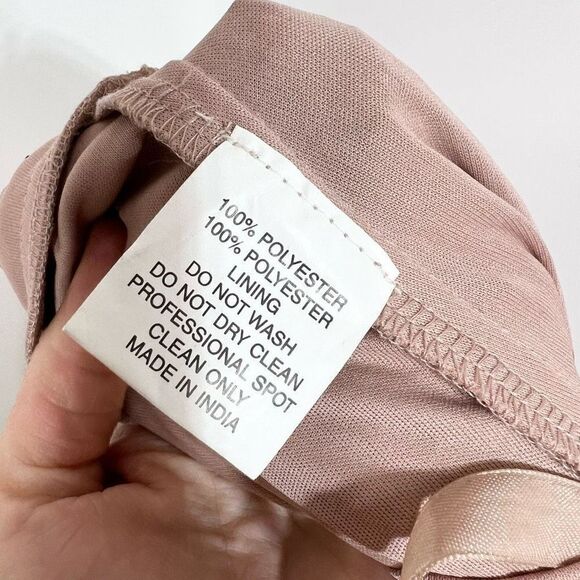 100% POLYESTER
100% POLYESTER
LINING
DO NOT WASH
DO NOT DRY CLEAN
PROFESSIONAL SPOT
CLEAN ONLY
MADE IN INDIA